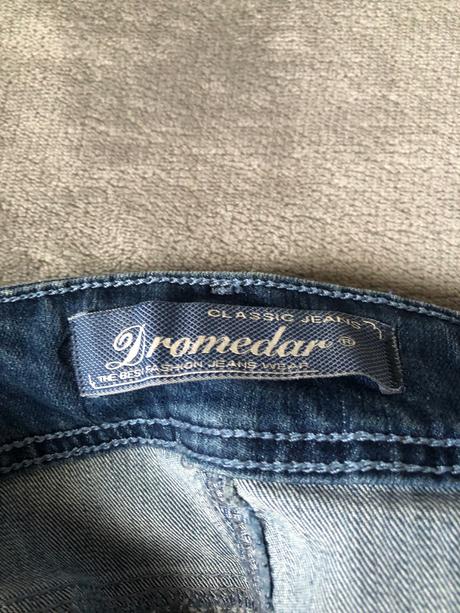 CLASSIC JEANS
Dromedar ®
THE BEST FASHION JEANS WEAR